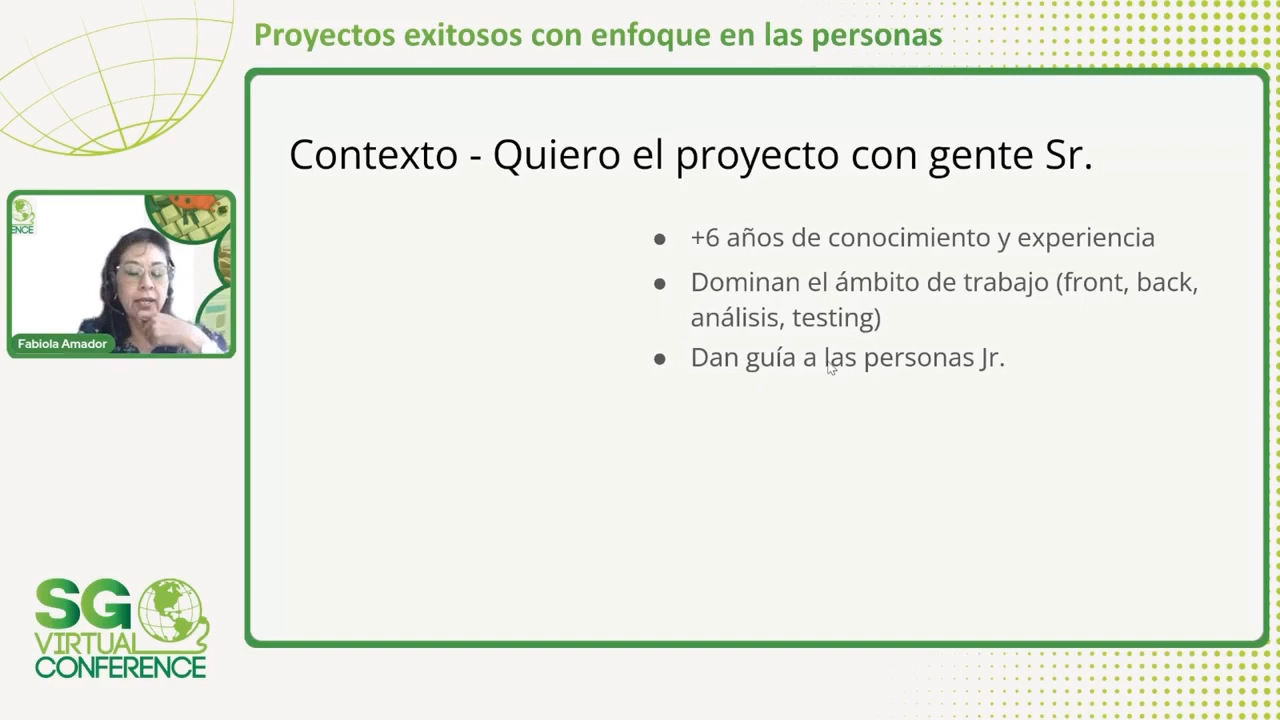 Proyectos exitosos con enfoque en las personas
Contexto - Quiero el proyecto con gente Sr.
● +6 años de conocimiento y experiencia
● Dominan el ámbito de trabajo (front, back,
análisis, testing)
● Dan guía a las personas Jr.
ENCE
Fabiola Amador
SG
VIRTUAL
CONFERENCE